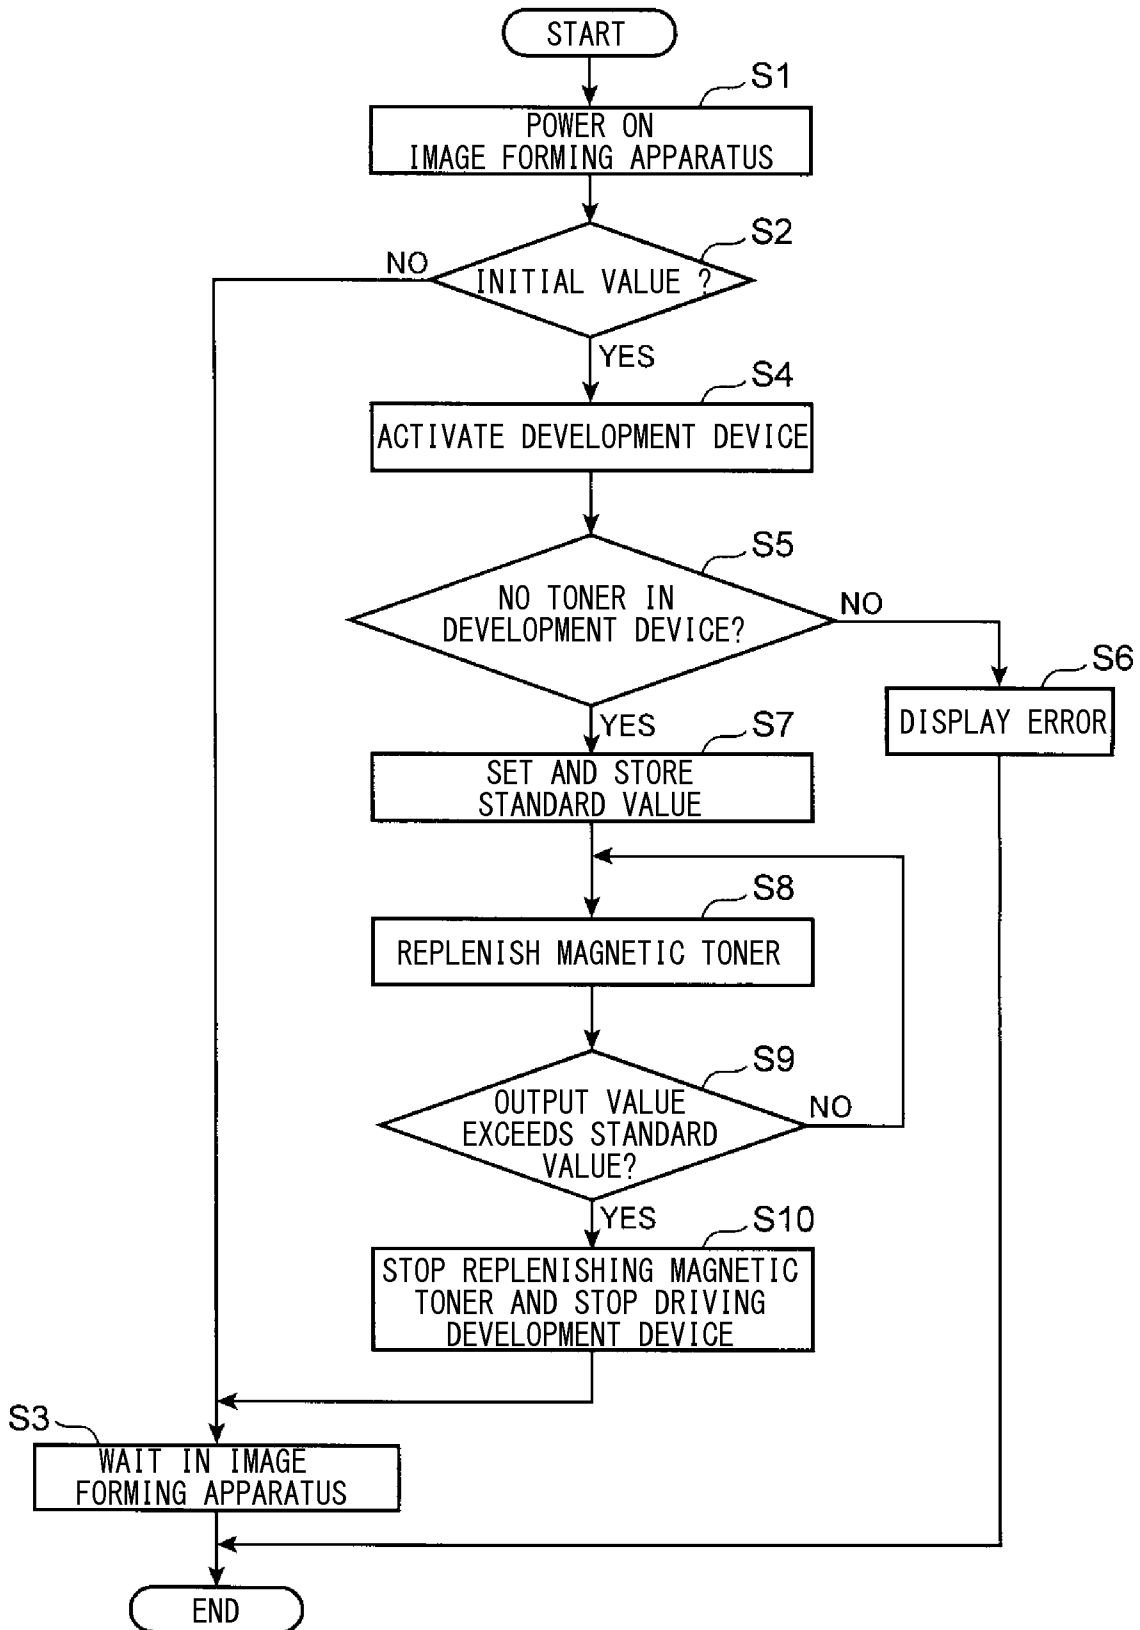 START
S1
POWER ON
IMAGE FORMING APPARATUS
S2
NO
INITIAL VALUE ?
YES
S4
ACTIVATE DEVELOPMENT DEVICE
S5
NO TONER IN
DEVELOPMENT DEVICE?
NO
S6
DISPLAY ERROR
YES
S7
SET AND STORE
STANDARD VALUE
S8
REPLENISH MAGNETIC TONER
S9
OUTPUT VALUE
EXCEEDS STANDARD
VALUE?
NO
YES
S10
STOP REPLENISHING MAGNETIC
TONER AND STOP DRIVING
DEVELOPMENT DEVICE
S3
WAIT IN IMAGE
FORMING APPARATUS
END